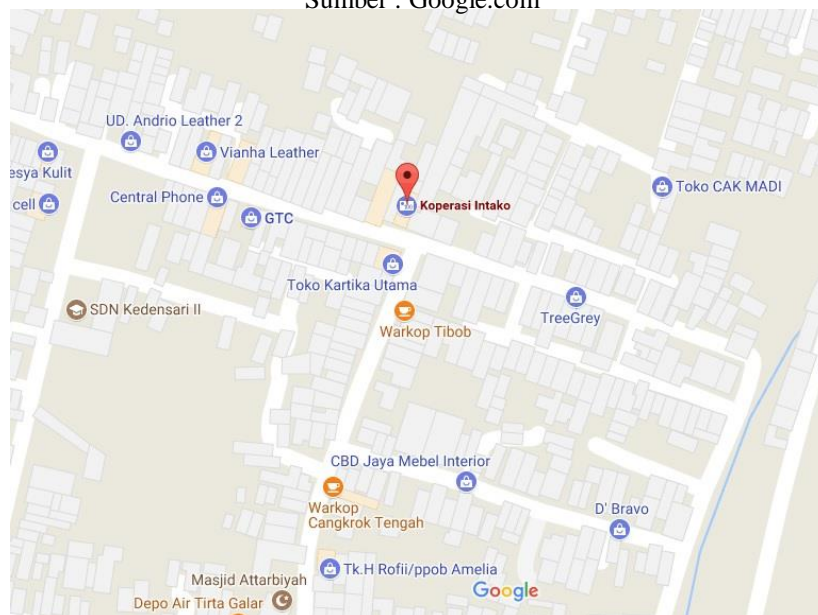 Sumber : Google.com
UD. Andrio Leather 2
Vianha Leather
esya Kulit
Central Phone
cell
GTC
Koperasi Intako
Toko CAK MADI
Toko Kartika Utama
SDN Kedensari II
Warkop Tibob
TreeGrey
CBD Jaya Mebel Interior
Warkop
Cangkrok Tengah
D' Bravo
Tk.H Rofii/ppob Amelia
Masjid Attarbiyah
Depo Air Tirta Galar
Google